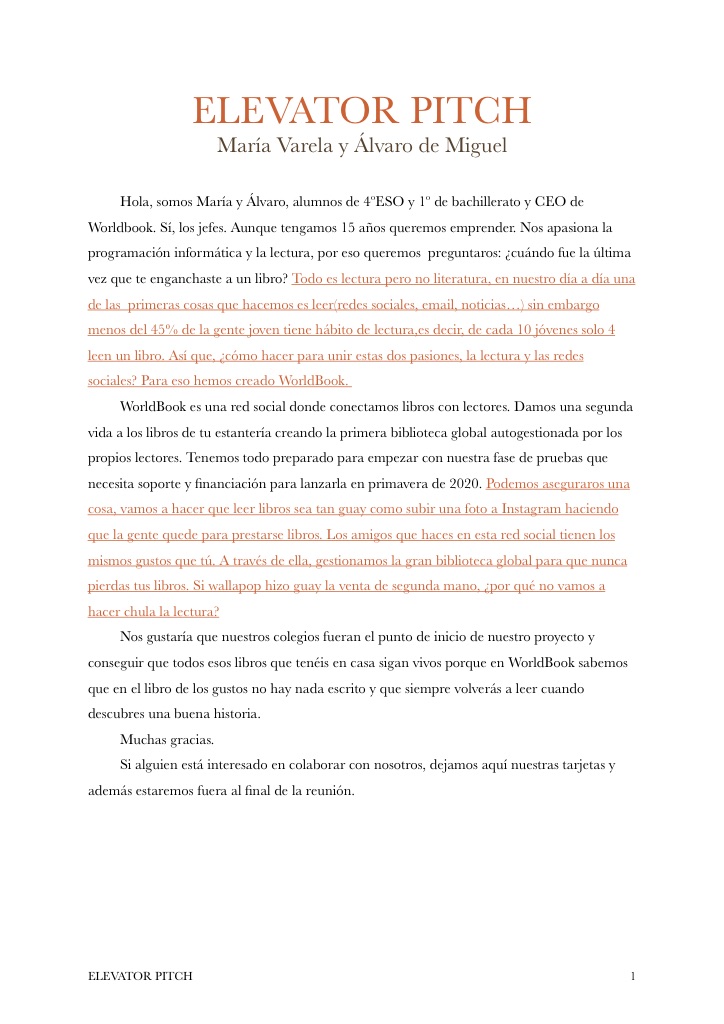 ELEVATOR PITCH
María Varela y Álvaro de Miguel
Hola, somos María y Álvaro, alumnos de 4ºESO y 1º de bachillerato y CEO de
Worldbook. Sí, los jefes. Aunque tengamos 15 años queremos emprender. Nos apasiona la
programación informática y la lectura, por eso queremos  preguntaros: ¿cuándo fue la última
vez que te enganchaste a un libro? Todo es lectura pero no literatura, en nuestro día a día una
de las  primeras cosas que hacemos es leer(redes sociales, email, noticias…) sin embargo
menos del 45% de la gente joven tiene hábito de lectura,es decir, de cada 10 jóvenes solo 4
leen un libro. Así que, ¿cómo hacer para unir estas dos pasiones, la lectura y las redes
sociales? Para eso hemos creado WorldBook.
WorldBook es una red social donde conectamos libros con lectores. Damos una segunda
vida a los libros de tu estantería creando la primera biblioteca global autogestionada por los
propios lectores. Tenemos todo preparado para empezar con nuestra fase de pruebas que
necesita soporte y financiación para lanzarla en primavera de 2020. Podemos aseguraros una
cosa, vamos a hacer que leer libros sea tan guay como subir una foto a Instagram haciendo
que la gente quede para prestarse libros. Los amigos que haces en esta red social tienen los
mismos gustos que tú. A través de ella, gestionamos la gran biblioteca global para que nunca
pierdas tus libros. Si wallapop hizo guay la venta de segunda mano, ¿por qué no vamos a
hacer chula la lectura?
Nos gustaría que nuestros colegios fueran el punto de inicio de nuestro proyecto y
conseguir que todos esos libros que tenéis en casa sigan vivos porque en WorldBook sabemos
que en el libro de los gustos no hay nada escrito y que siempre volverás a leer cuando
descubres una buena historia.
Muchas gracias.
Si alguien está interesado en colaborar con nosotros, dejamos aquí nuestras tarjetas y
además estaremos fuera al final de la reunión.
ELEVATOR PITCH 1